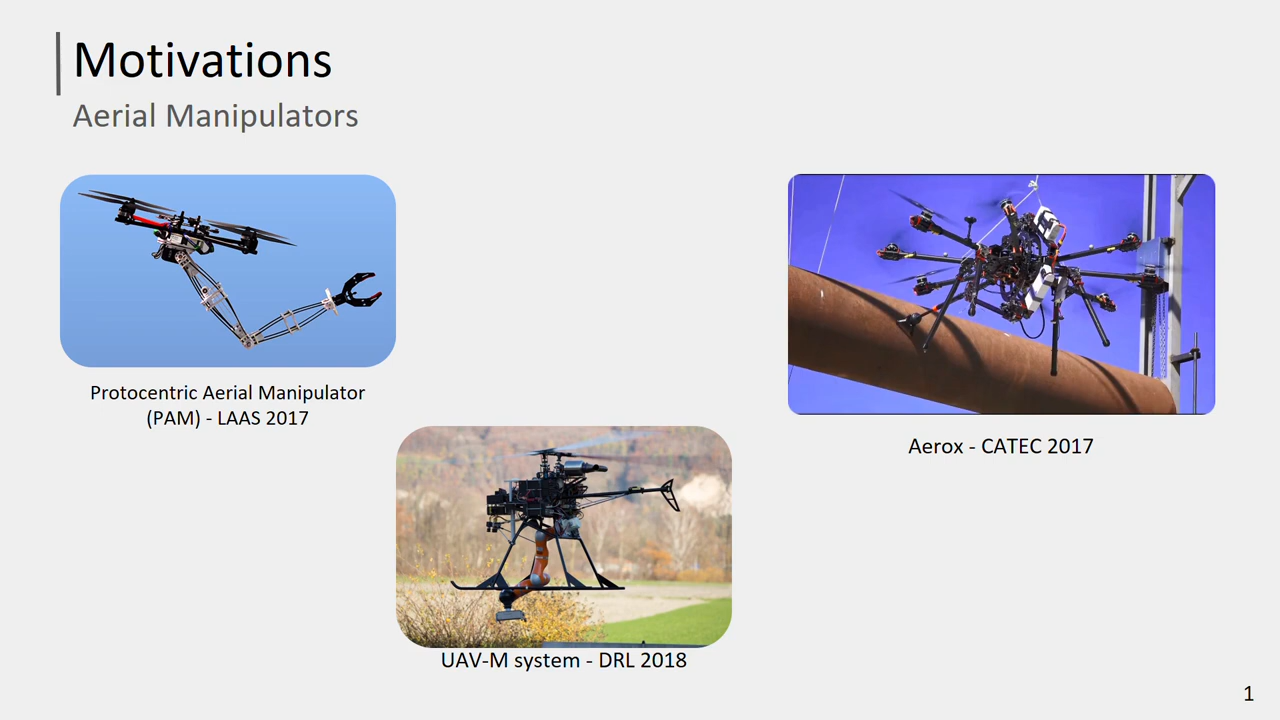 Motivations
Aerial Manipulators
Protocentric Aerial Manipulator
(PAM) - LAAS 2017
Aerox - CATEC 2017
UAV-M system - DRL 2018
1